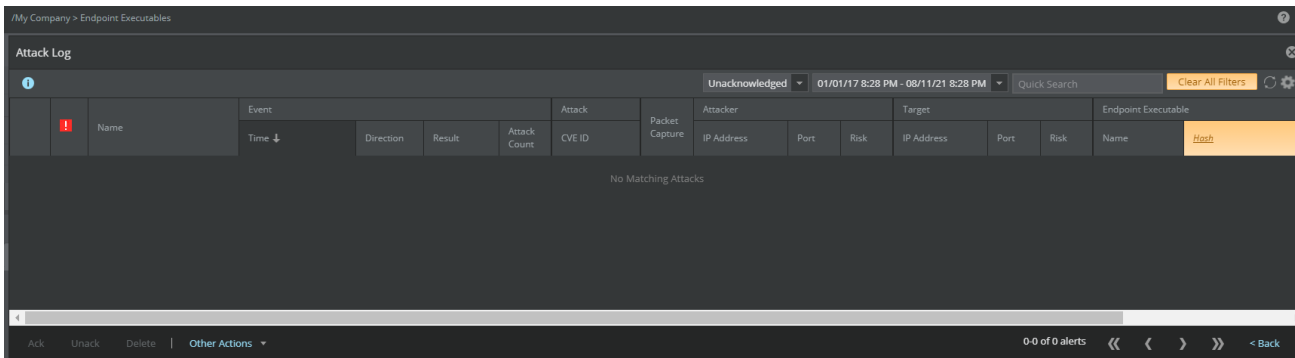 /My Company > Endpoint Executables
Attack Log
Unacknowledged 01/01/17 8:28 PM - 08/11/21 8:28 PM Quick Search Clear All Filters
Event Attack Attacker Target Endpoint Executable
Name Packet Capture
Time Direction Result Attack Count CVE ID IP Address Port Risk IP Address Port Risk Name Hash
No Matching Attacks
Ack Unack Delete | Other Actions 0-0 of 0 alerts < Back